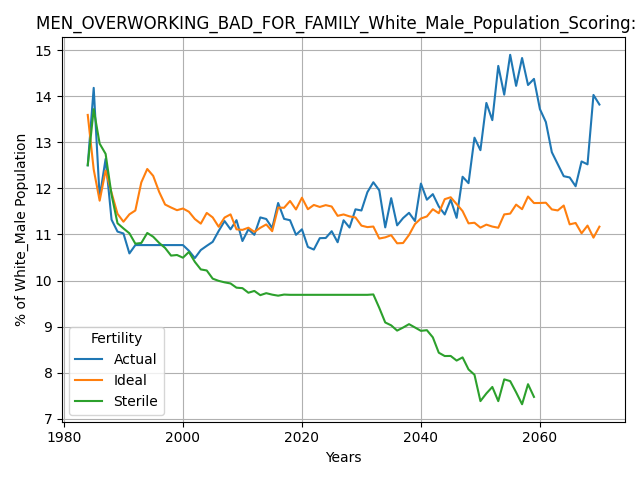 MEN_OVERWORKING_BAD_FOR_FAMILY_White_Male_Population_Scoring:
15
14
13
12
11
10
9
8
7
% of White_Male Population
Fertility
Actual
Ideal
Sterile
1980 2000 2020 2040 2060
Years